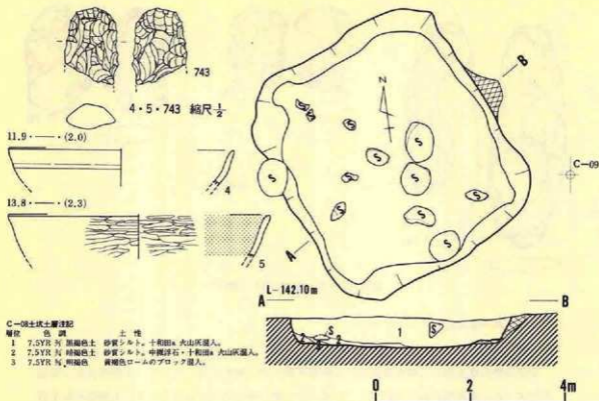 743
4・5・743 縮尺 1/2
11.9・——・(2.0)
4
13.8・——・(2.3)
5
N
B
A
C-09
S
S
S
S
S
S
S
S
S
S
S
L-142.10m
A
B
S
1
S
2
3
2
C-08土坑土層注記
層位 色調 土性
1 7.5YR 黒褐色土 砂質シルト。十和田a 火山灰混入。
2 7.5YR 暗褐色土 砂質シルト。中掫浮石・十和田a 火山灰混入。
3 7.5YR 明褐色 黄褐色ロームのブロック混入。
0 2 4m